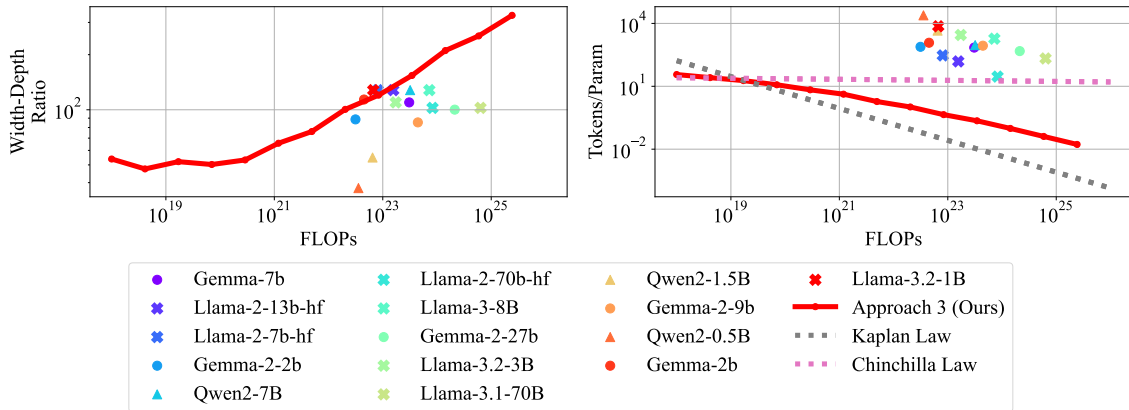 Width-Depth
Ratio
10^2
10^19
10^21
10^23
10^25
FLOPs
Tokens/Param
10^4
10^1
10^−2
10^19
10^21
10^23
10^25
FLOPs
Gemma-7b
Llama-2-13b-hf
Llama-2-7b-hf
Gemma-2-2b
Qwen2-7B
Llama-2-70b-hf
Llama-3-8B
Gemma-2-27b
Llama-3.2-3B
Llama-3.1-70B
Qwen2-1.5B
Gemma-2-9b
Qwen2-0.5B
Gemma-2b
Llama-3.2-1B
Approach 3 (Ours)
Kaplan Law
Chinchilla Law